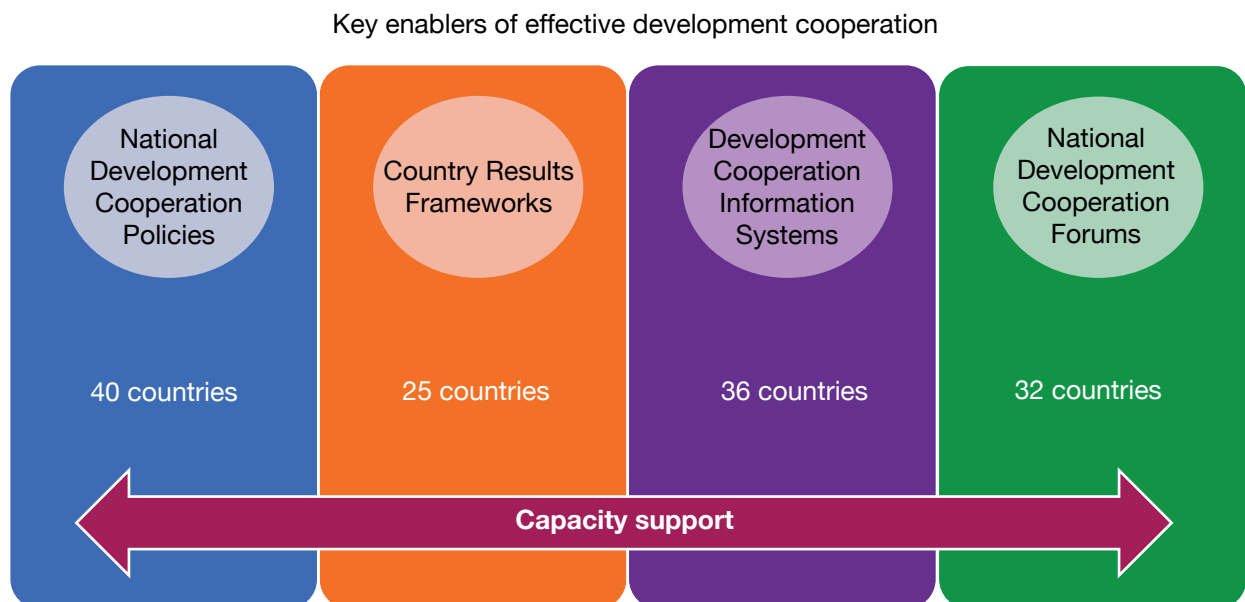 Key enablers of effective development cooperation
National
Development
Cooperation
Policies
Country Results
Frameworks
Development
Cooperation
Information
Systems
National
Development
Cooperation
Forums
40 countries
25 countries
36 countries
32 countries
Capacity support